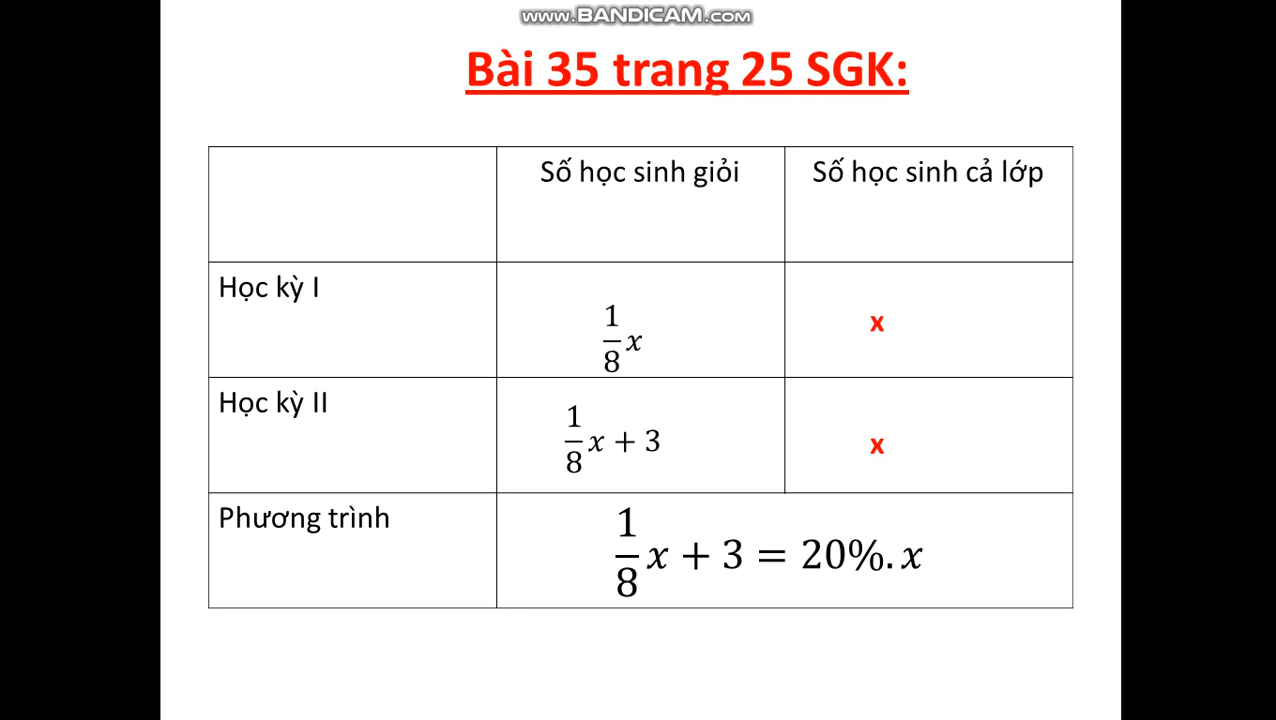 www.BANDICAM.com
Bài 35 trang 25 SGK:
Số học sinh giỏi
Số học sinh cả lớp
Học kỳ I
1/8 x
x
Học kỳ II
1/8 x + 3
x
Phương trình
1/8 x + 3 = 20%. x